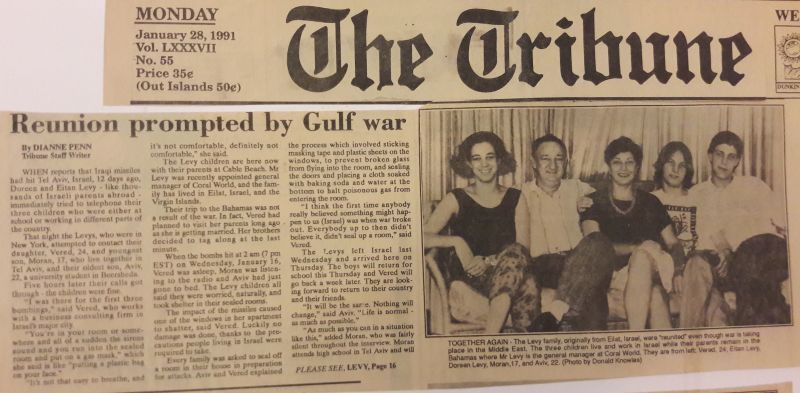 MONDAY
January 28, 1991
Vol. LXXXVII
No. 55
Price 35¢
(Out Islands 50¢)
The Tribune
WE
DUNKIN
Reunion prompted by Gulf war
By DIANNE PENN
Tribune Staff Writer
WHEN reports that Iraqi missiles
had hit Tel Aviv, Israel, 12 days ago,
Doreen and Eitan Levy - like thou-
sands of Israeli parents abroad -
immediately tried to telephone their
three children who were either at
school or working in different parts of
the country.
That night the Levys, who were in
New York, attempted to contact their
daughter, Vered, 24, and youngest
son, Moran, 17, who live together in
Tel Aviv, and their oldest son, Aviv,
22, a university student in Beersheda.
Five hours later their calls got
through - the children were fine.
"I was there for the first three
bombings," said Vered, who works
with a business consulting firm in
Israel's major city.
"You're in your room or some-
where and all of a sudden the sirens
sound and you run into the sealed
room and put on a gas mask," which
she said is like "putting a plastic bag
on your face."
"It's not that easy to breathe, and
it's not comfortable, definitely not
comfortable," she said.
The Levy children are here now
with their parents at Cable Beach. Mr
Levy was recently appointed general
manager of Coral World, and the fam-
ily has lived in Eilat, Israel, and the
Virgin Islands.
Their trip to the Bahamas was not
a result of the war. In fact, Vered had
planned to visit her parents long ago
as she is getting married. Her brothers
decided to tag along at the last
minute.
When the bombs hit at 2 am (7 pm
EST) on Wednesday, January 16,
Vered was asleep, Moran was listen-
ing to the radio and Aviv had just
gone to bed. The Levy children all
said they were worried, naturally, and
took shelter in their sealed rooms.
The impact of the missiles caused
one of the windows in her apartment
to shatter, said Vered. Luckily no
damage was done, thanks to the pre-
cautions people living in Israel were
required to take.
Every family was asked to seal off
a room in their house in preparation
for attacks. Aviv and Vered explained
the process which involved sticking
masking tape and plastic sheets on the
windows, to prevent broken glass
from flying into the room, and sealing
the doors and placing a cloth soaked
with baking soda and water at the
bottom to halt poisonous gas from
entering the room.
"I think the first time anybody
really believed something might hap-
pen to us (Israel) was when war broke
out. Everybody up to then didn't
believe it, didn't seal up a room," said
Vered.
The Levys left Israel last
Wednesday and arrived here on
Thursday. The boys will return for
school this Thursday and Vered will
go back a week later. They are look-
ing forward to return to their country
and their friends.
"It will be the same. Nothing will
change," said Aviv. "Life is normal -
as much as possible."
"As much as you can in a situation
like this," added Moran, who was fairly
silent throughout the interview. Moran
attends high school in Tel Aviv and will
PLEASE SEE, LEVY, Page 16
TOGETHER AGAIN - The Levy family, originally from Eilat, Israel, were "reunited" even though war is taking
place in the Middle East. The three children live and work in Israel while their parents remain in the
Bahamas where Mr Levy is the general manager at Coral World. They are from left: Vered, 24, Eitan Levy,
Doreen Levy, Moran,17, and Aviv, 22. (Photo by Donald Knowles)